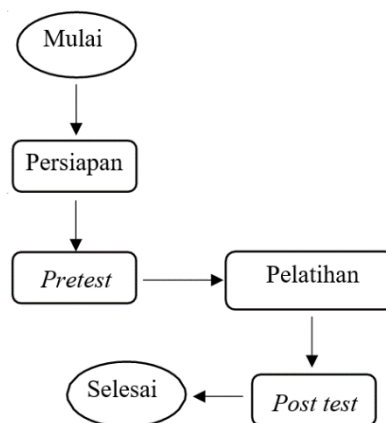 Mulai
Persiapan
Pretest
Pelatihan
Post test
Selesai